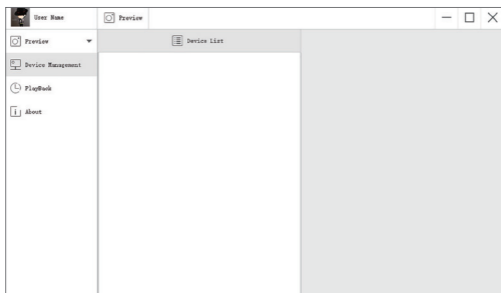 User Name
Preview
Preview
Device List
Device Management
PlayBack
About